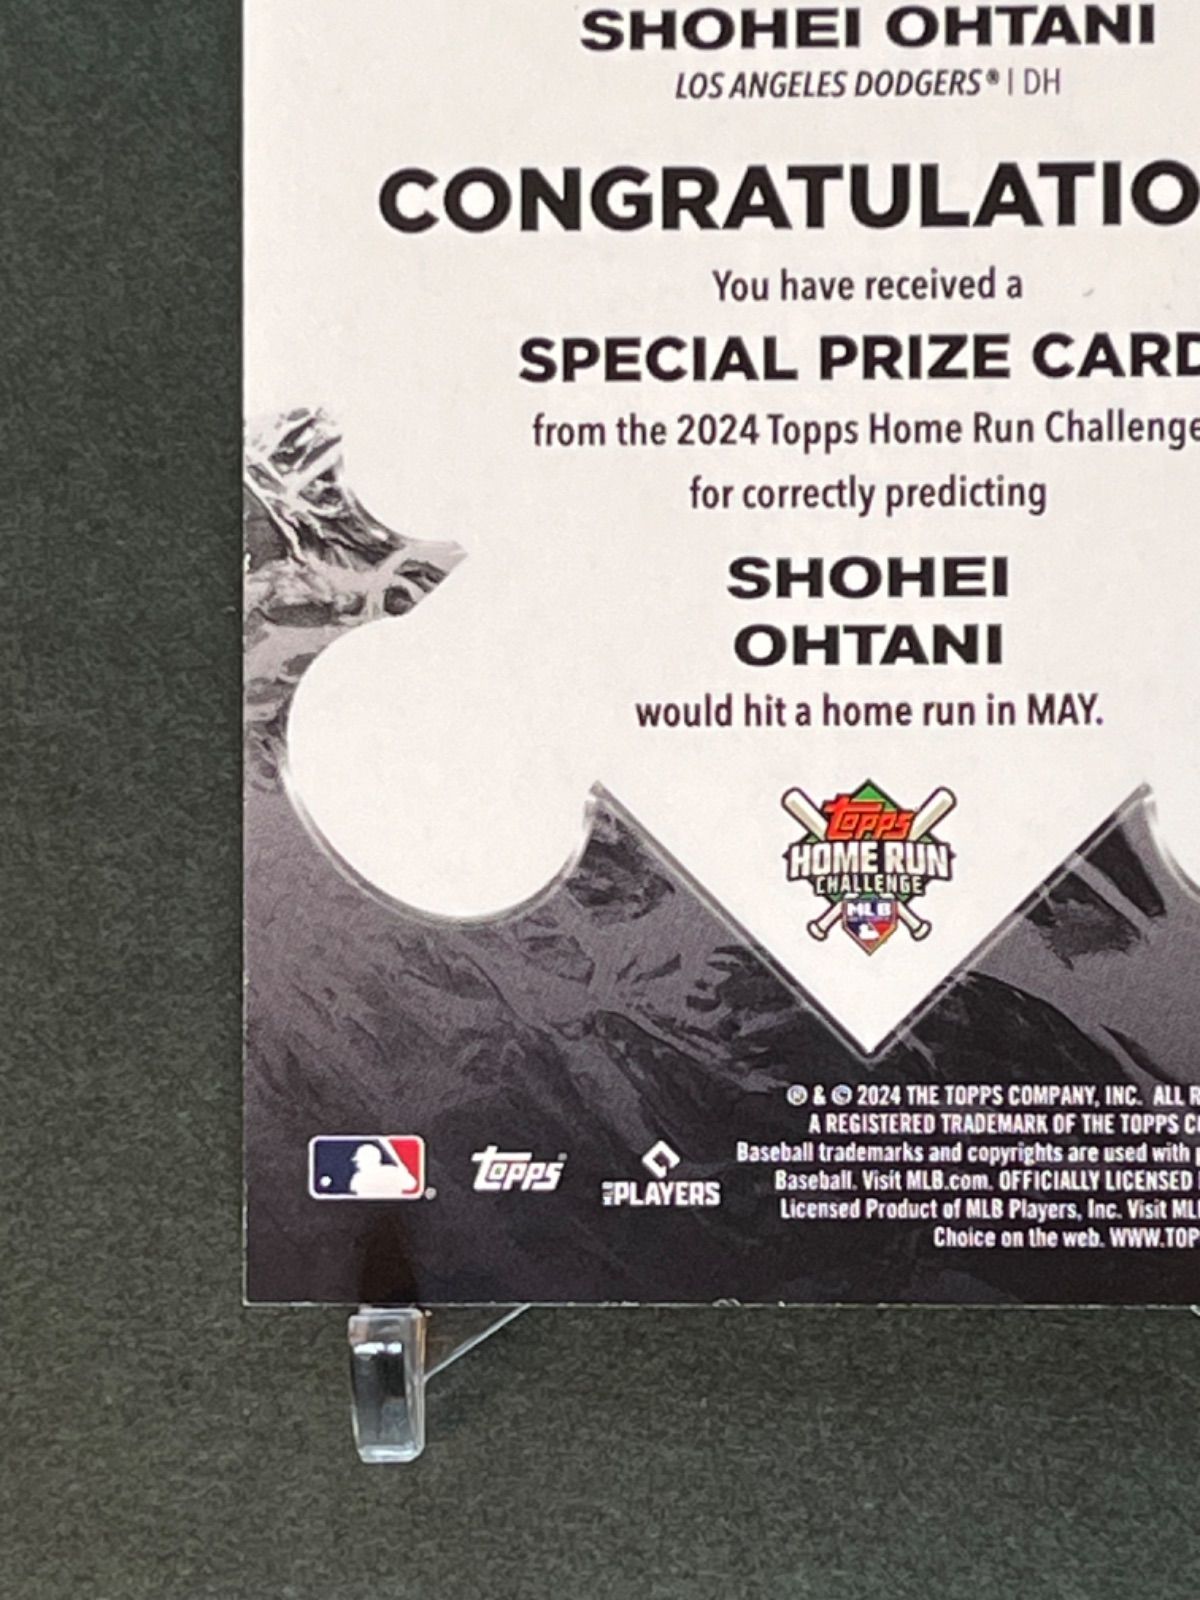 SHOHEI OHTANI
LOS ANGELES DODGERS® | DH
CONGRATULATIO
You have received a
SPECIAL PRIZE CARD
from the 2024 Topps Home Run Challenge
for correctly predicting
SHOHEI
OHTANI
would hit a home run in MAY.
topps
HOME RUN
CHALLENGE
MLB
® & © 2024 THE TOPPS COMPANY, INC. ALL R
A REGISTERED TRADEMARK OF THE TOPPS CO
Baseball trademarks and copyrights are used with p
Baseball. Visit MLB.com. OFFICIALLY LICENSED
Licensed Product of MLB Players, Inc. Visit MLB
Choice on the web. WWW.TOP
topps
MLB PLAYERS